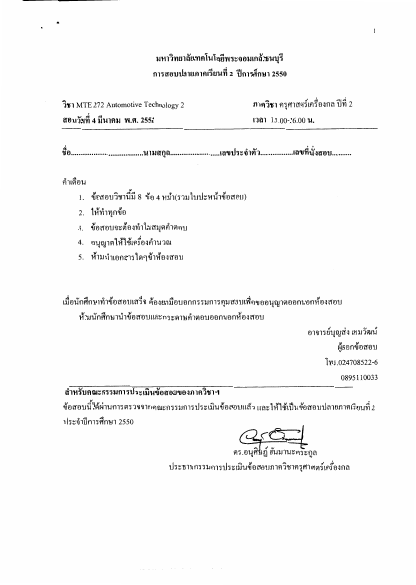 1
มหาวิทยาลัยเทคโนโลยีพระจอมเกล้าธนบุรี
การสอบปลายภาคเรียนที่ 2 ปีการศึกษา 2550
วิชา MTE 272 Automotive Technology 2 ภาควิชา ครุศาสตร์เครื่องกล ปีที่ 2
สอบวันที่ 4 มีนาคม พ.ศ. 2551 เวลา 13.00-16.00 น.
ชื่อ..............................นามสกุล....................เลขประจำตัว..............เลขที่นั่งสอบ.........
คำเตือน
1. ข้อสอบวิชานี้มี 8 ข้อ 4 หน้า(รวมใบปะหน้าข้อสอบ)
2. ให้ทำทุกข้อ
3. ข้อสอบจะต้องทำในสมุดคำตอบ
4. อนุญาตให้ใช้เครื่องคำนวณ
5. ห้ามนำเอกสารใดๆเข้าห้องสอบ
เมื่อนักศึกษาทำข้อสอบเสร็จ ต้องยกมือบอกกรรมการคุมสอบเพื่อขออนุญาตออกนอกห้องสอบ
ห้ามนักศึกษานำข้อสอบและกระดาษคำตอบออกนอกห้องสอบ
อาจารย์บุญส่ง
ผู้ออกข้อสอบ
โทร.024708522-6
0895110033
สำหรับคณะกรรมการประเมินข้อสอบของภาควิชาฯ
ข้อสอบนี้ได้ผ่านการตรวจจากคณะกรรมการประเมินข้อสอบแล้ว และให้ใช้เป็นข้อสอบปลายภาคเรียนที่ 2
ประจำปีการศึกษา 2550
ดร.อนุศิษฏ์ อันมานะตระกูล
ประธานกรรมการประเมินข้อสอบภาควิชาครุศาสตร์เครื่องกล